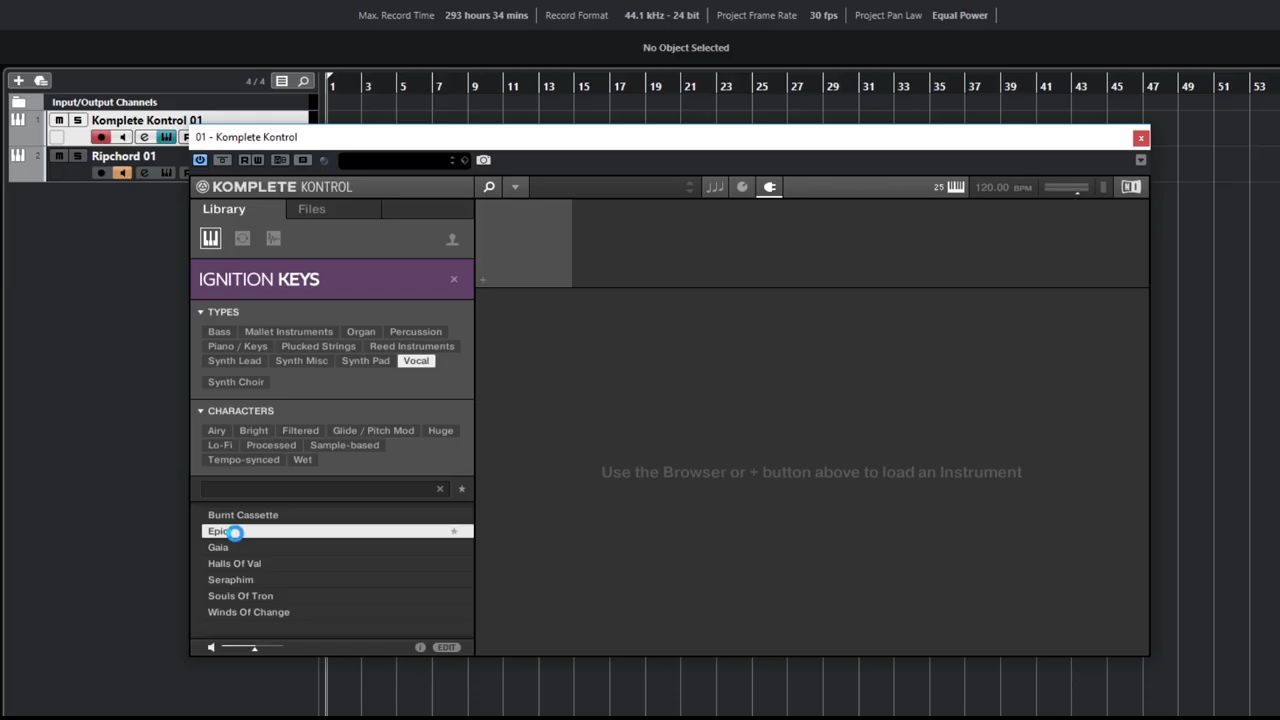 Max. Record Time 293 hours 34 mins Record Format 44.1 kHz - 24 bit Project Frame Rate 30 fps Project Pan Law Equal Power
No Object Selected
4/4 1 3 5 7 9 11 13 15 17 19 21 23 25 27 29 31 33 35 37 39 41 43 45 47 49 51 53
Input/Output Channels
1 m S Komplete Kontrol 01
e
01 - Komplete Kontrol
x
2 m S Ripchord 01
e
R W
KOMPLETE KONTROL 25 120.00 BPM
Library Files
IGNITION KEYS ×
TYPES
Bass Mallet Instruments Organ Percussion
Piano / Keys Plucked Strings Reed Instruments
Synth Lead Synth Misc Synth Pad Vocal
Synth Choir
CHARACTERS
Airy Bright Filtered Glide / Pitch Mod Huge
Lo-Fi Processed Sample-based
Tempo-synced Wet
Use the Browser or + button above to load an Instrument
Burnt Cassette
Gaia
Halls Of Val
Seraphim
Souls Of Tron
Winds Of Change
i EDIT